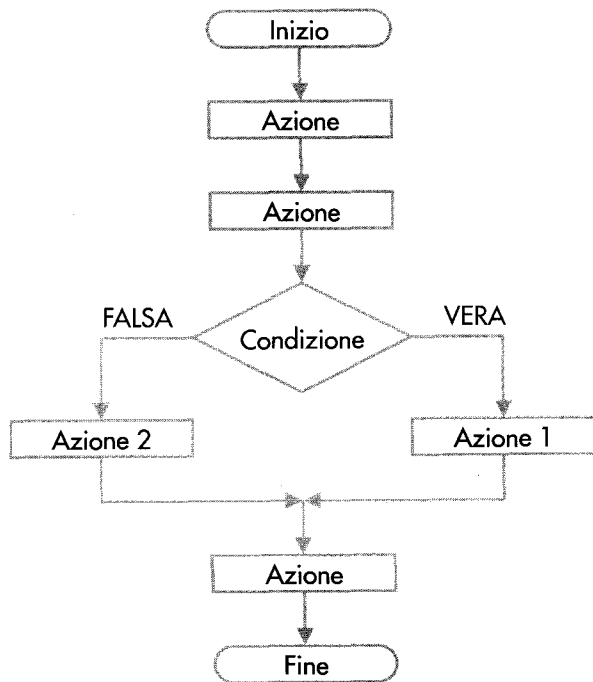 Inizio
Azione
Azione
Condizione
FALSA
VERA
Azione 2
Azione 1
Azione
Fine